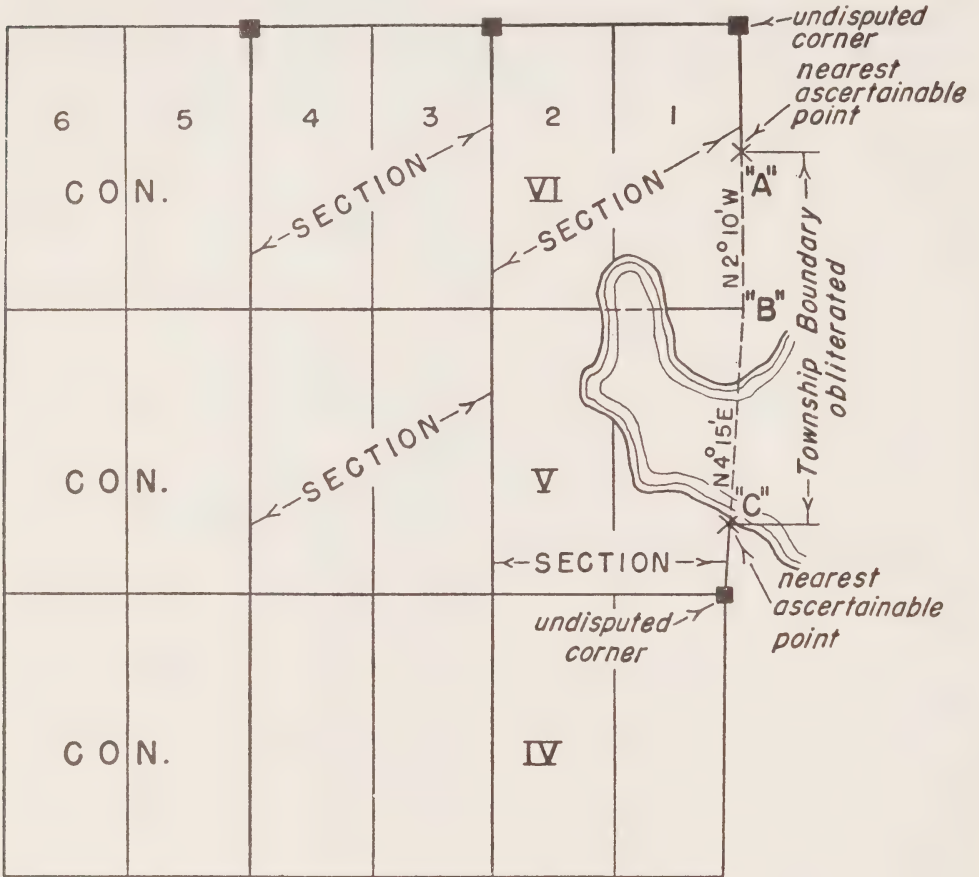 undisputed
corner
nearest
ascertainable
point
6 5 4 3 2 1
CON. VI
SECTION
SECTION
"A"
N2°10'W
"B"
Township Boundary
obliterated
SECTION
N4°15'E
CON. V
"C"
SECTION
nearest
ascertainable
point
undisputed
corner
CON. IV